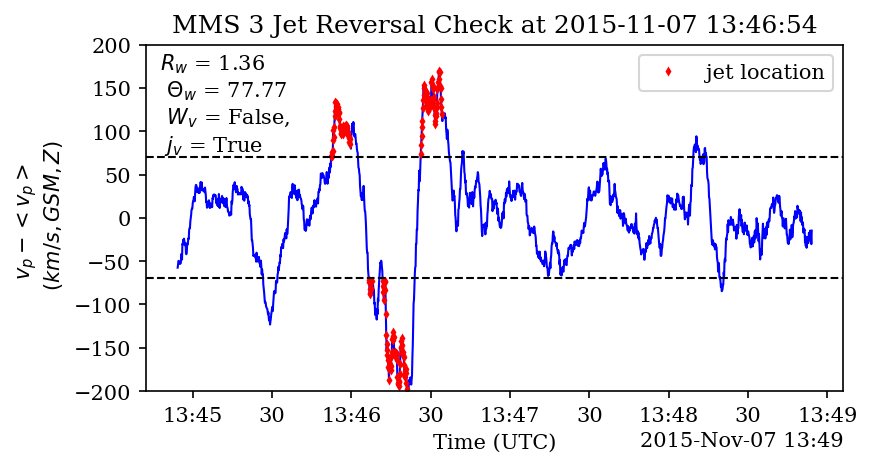 MMS 3 Jet Reversal Check at 2015-11-07 13:46:54
R_w = 1.36
Θ_w = 77.77
W_v = False,
j_v = True
jet location
v_p − < v_p >
(km/s, GSM, Z)
200
150
100
50
0
−50
−100
−150
−200
13:45 30 13:46 30 13:47 30 13:48 30 13:49
Time (UTC)
2015-Nov-07 13:49